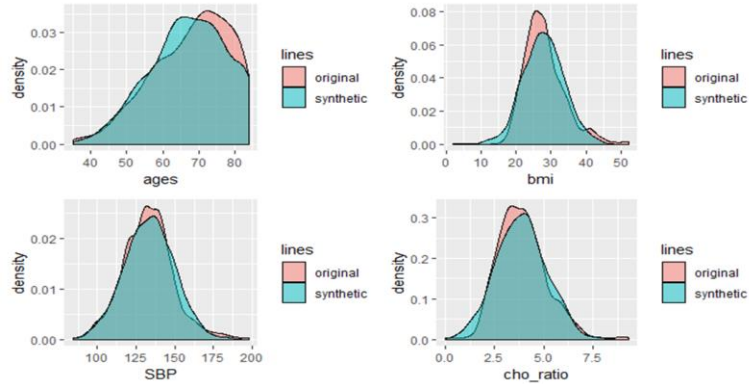 density
0.03
0.02
0.01
0.00
40 50 60 70 80
ages
lines
original
synthetic
density
0.08
0.06
0.04
0.02
0.00
0 10 20 30 40 50
bmi
lines
original
synthetic
density
0.02
0.01
0.00
100 125 150 175 200
SBP
lines
original
synthetic
density
0.3
0.2
0.1
0.0
0.0 2.5 5.0 7.5
cho_ratio
lines
original
synthetic